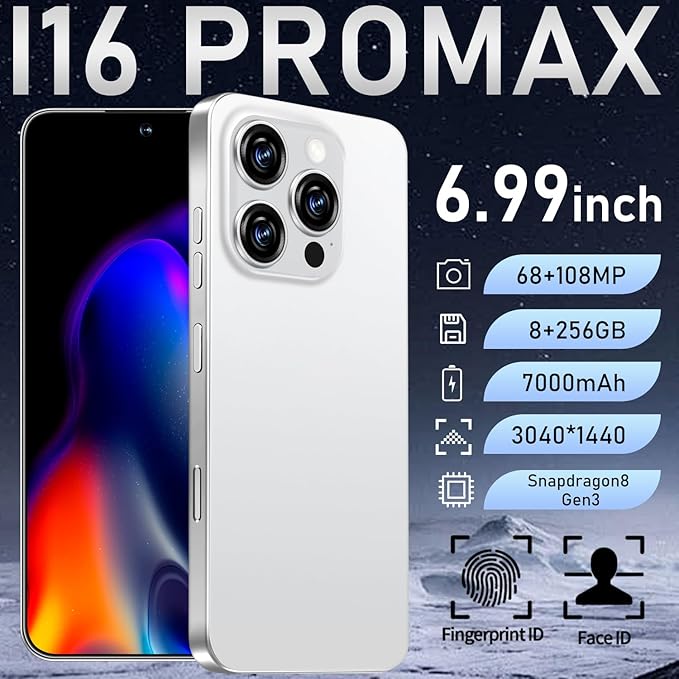 I16 PROMAX
6.99inch
68+108MP
8+256GB
7000mAh
3040*1440
Snapdragon8
Gen3
Fingerprint ID
Face ID